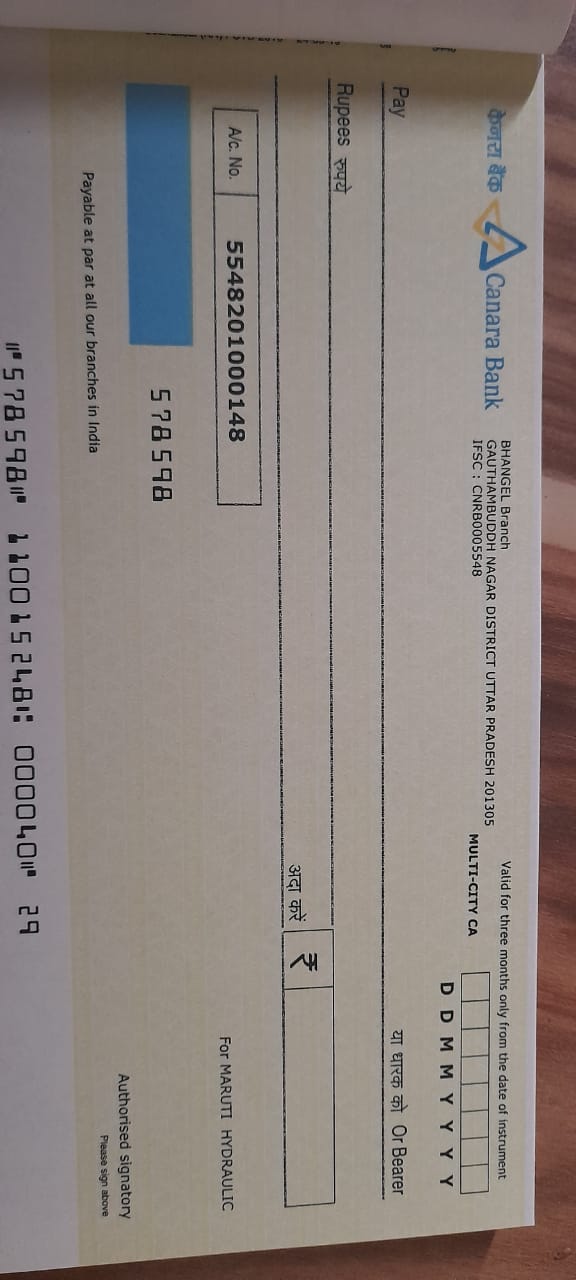 केनरा बैंक Canara Bank
BHANGEL Branch
GAUTHAMBUDDH NAGAR DISTRICT UTTAR PRADESH 201305
IFSC : CNRB0005548
Valid for three months only from the date of instrument
MULTI-CITY CA
D D M M Y Y Y Y
Pay या धारक को Or Bearer
Rupees रुपये
अदा करें ₹
A/c. No. 5548201000148
For MARUTI HYDRAULIC
578598
Authorised signatory
Please sign above
Payable at par at all our branches in India
⑈578598⑈ 110015248⑆ 000040⑈ 29